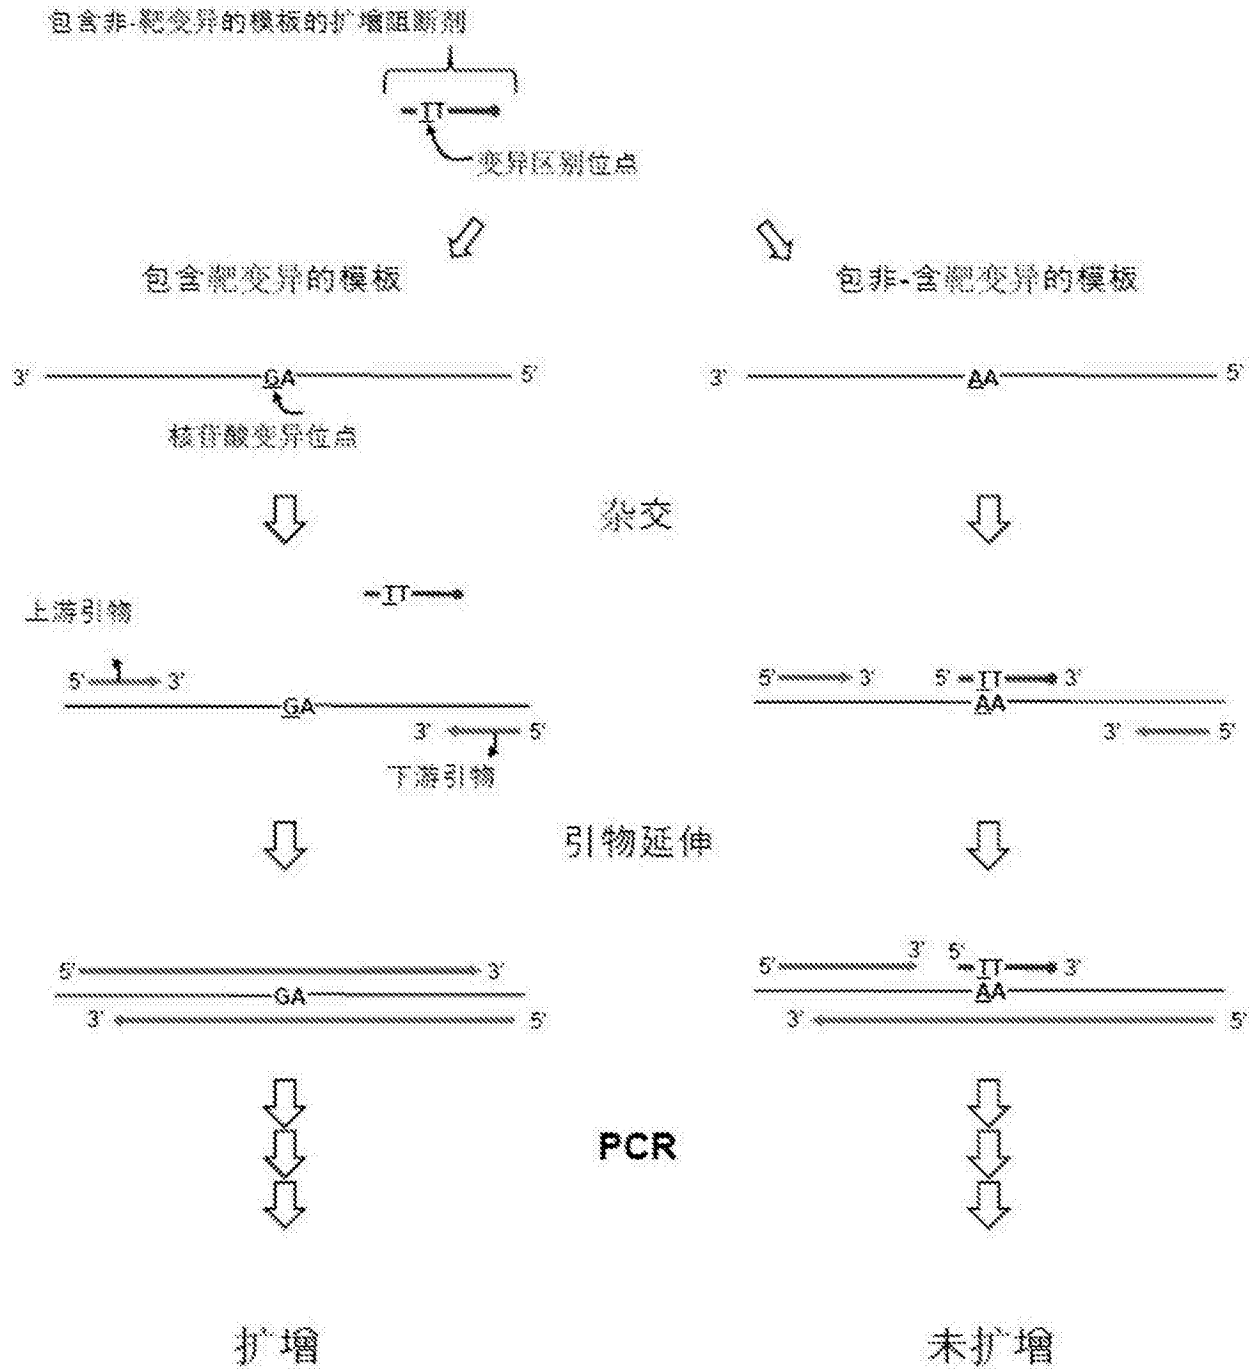 包含非-靶变异的模板的扩增阻断剂
TT
变异区别位点
包含靶变异的模板
包非-含靶变异的模板
3' GA 5'
3' AA 5'
核苷酸变异位点
杂交
TT
上游引物
5' 3'
GA
3' 5'
下游引物
5' 3' 5' TT 3'
AA
3' 5'
引物延伸
5' 3'
GA
3' 5'
5' 3' 5' TT 3'
AA
3' 5'
PCR
扩增
未扩增